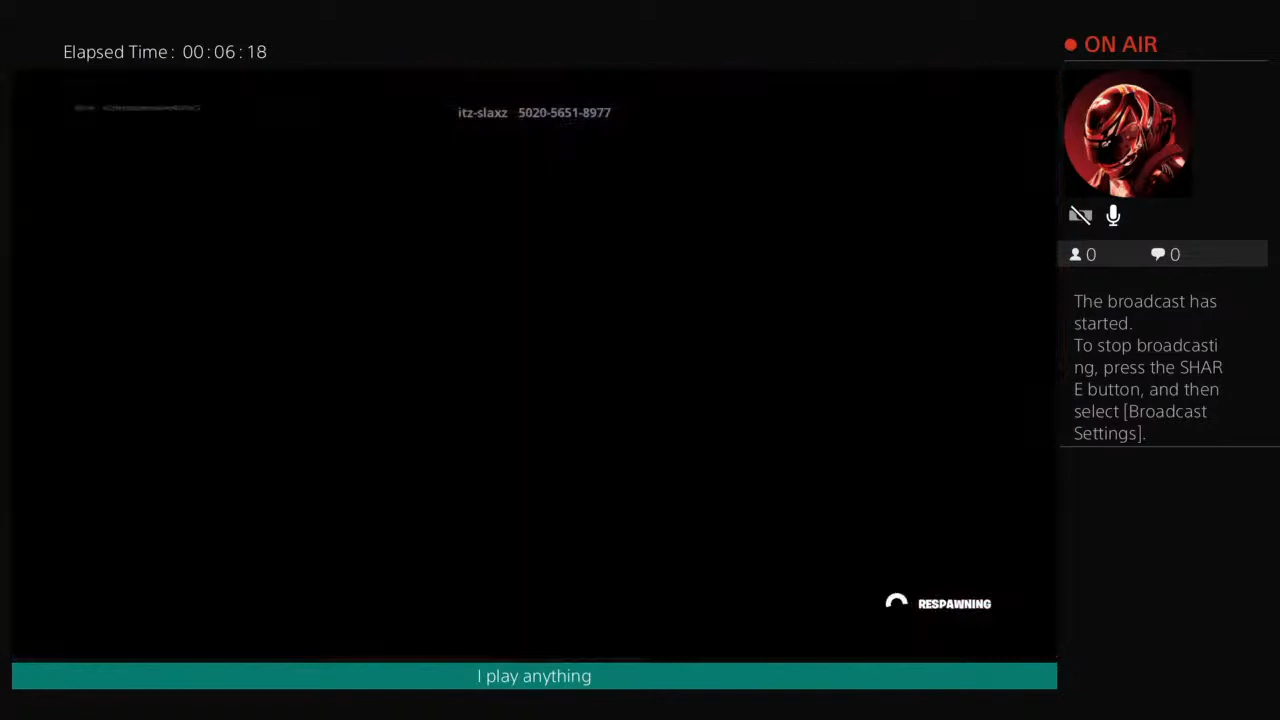 Elapsed Time: 00:06:18
ON AIR
itz-slaxz 5020-5651-8977
0 0
The broadcast has
started.
To stop broadcasti
ng, press the SHAR
E button, and then
select [Broadcast
Settings].
RESPAWNING
I play anything